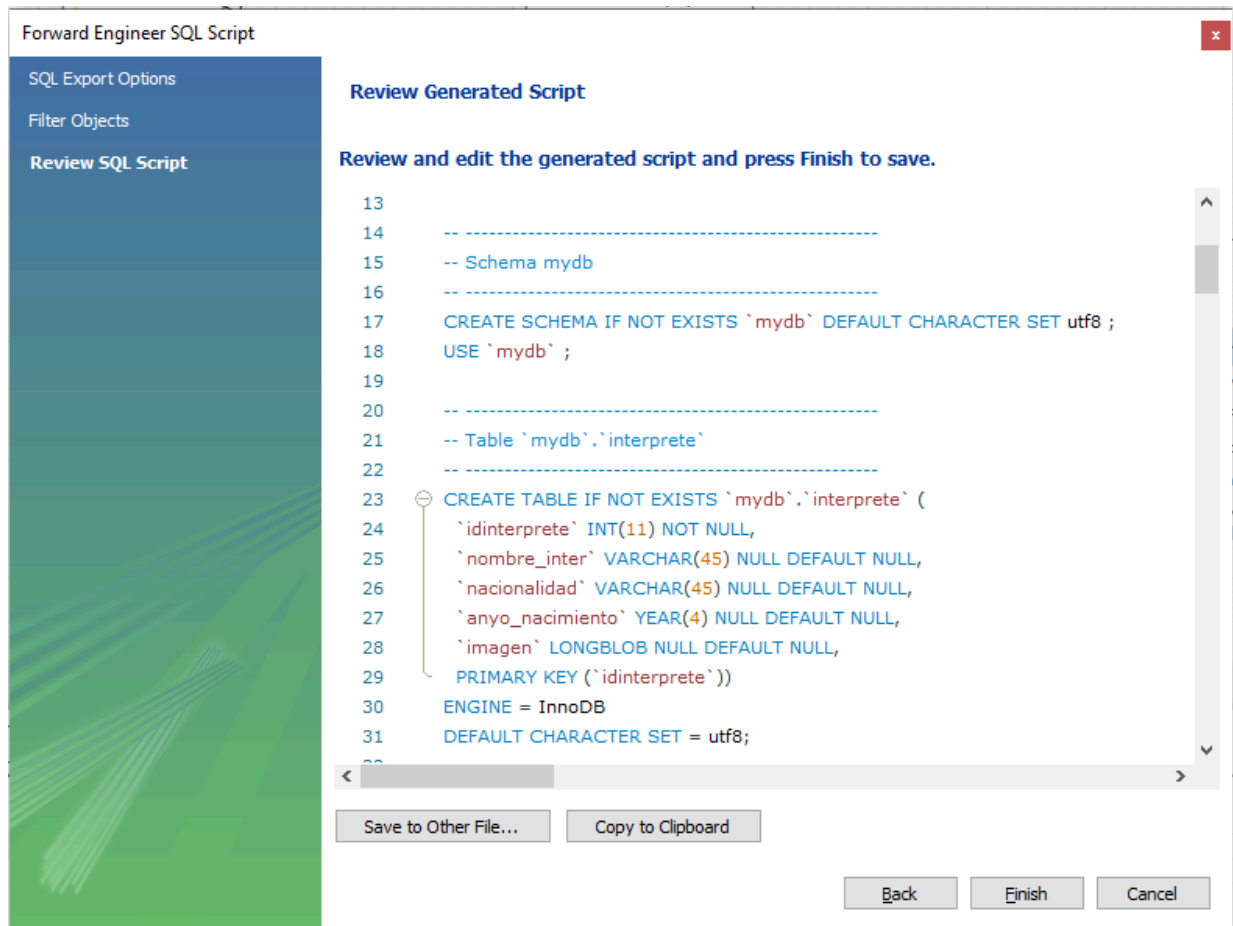 Forward Engineer SQL Script
x
SQL Export Options
Filter Objects
Review SQL Script
Review Generated Script
Review and edit the generated script and press Finish to save.
13
14 -- -----------------------------------------------------
15 -- Schema mydb
16 -- -----------------------------------------------------
17 CREATE SCHEMA IF NOT EXISTS `mydb` DEFAULT CHARACTER SET utf8 ;
18 USE `mydb` ;
19
20 -- -----------------------------------------------------
21 -- Table `mydb`.`interprete`
22 -- -----------------------------------------------------
23 CREATE TABLE IF NOT EXISTS `mydb`.`interprete` (
24 `idinterprete` INT(11) NOT NULL,
25 `nombre_inter` VARCHAR(45) NULL DEFAULT NULL,
26 `nacionalidad` VARCHAR(45) NULL DEFAULT NULL,
27 `anyo_nacimiento` YEAR(4) NULL DEFAULT NULL,
28 `imagen` LONGBLOB NULL DEFAULT NULL,
29 PRIMARY KEY (`idinterprete`))
30 ENGINE = InnoDB
31 DEFAULT CHARACTER SET = utf8;
Save to Other File... Copy to Clipboard
Back Finish Cancel